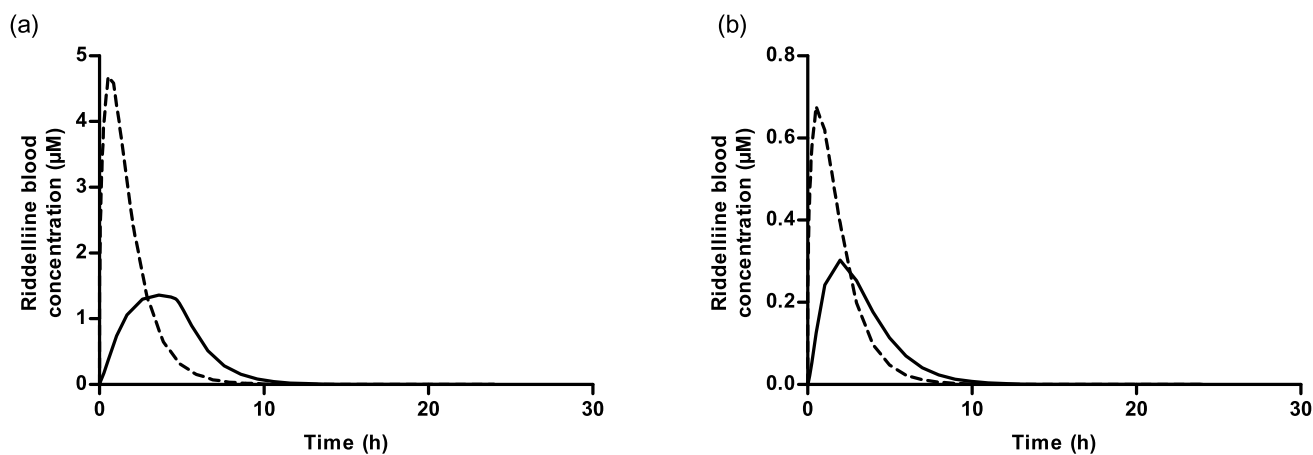 (a)
5
4
3
2
1
0
Riddelliine blood
concentration (µM)
0
10
20
30
Time (h)
(b)
0.8
0.6
0.4
0.2
0.0
Riddelliine blood
concentration (µM)
0
10
20
30
Time (h)